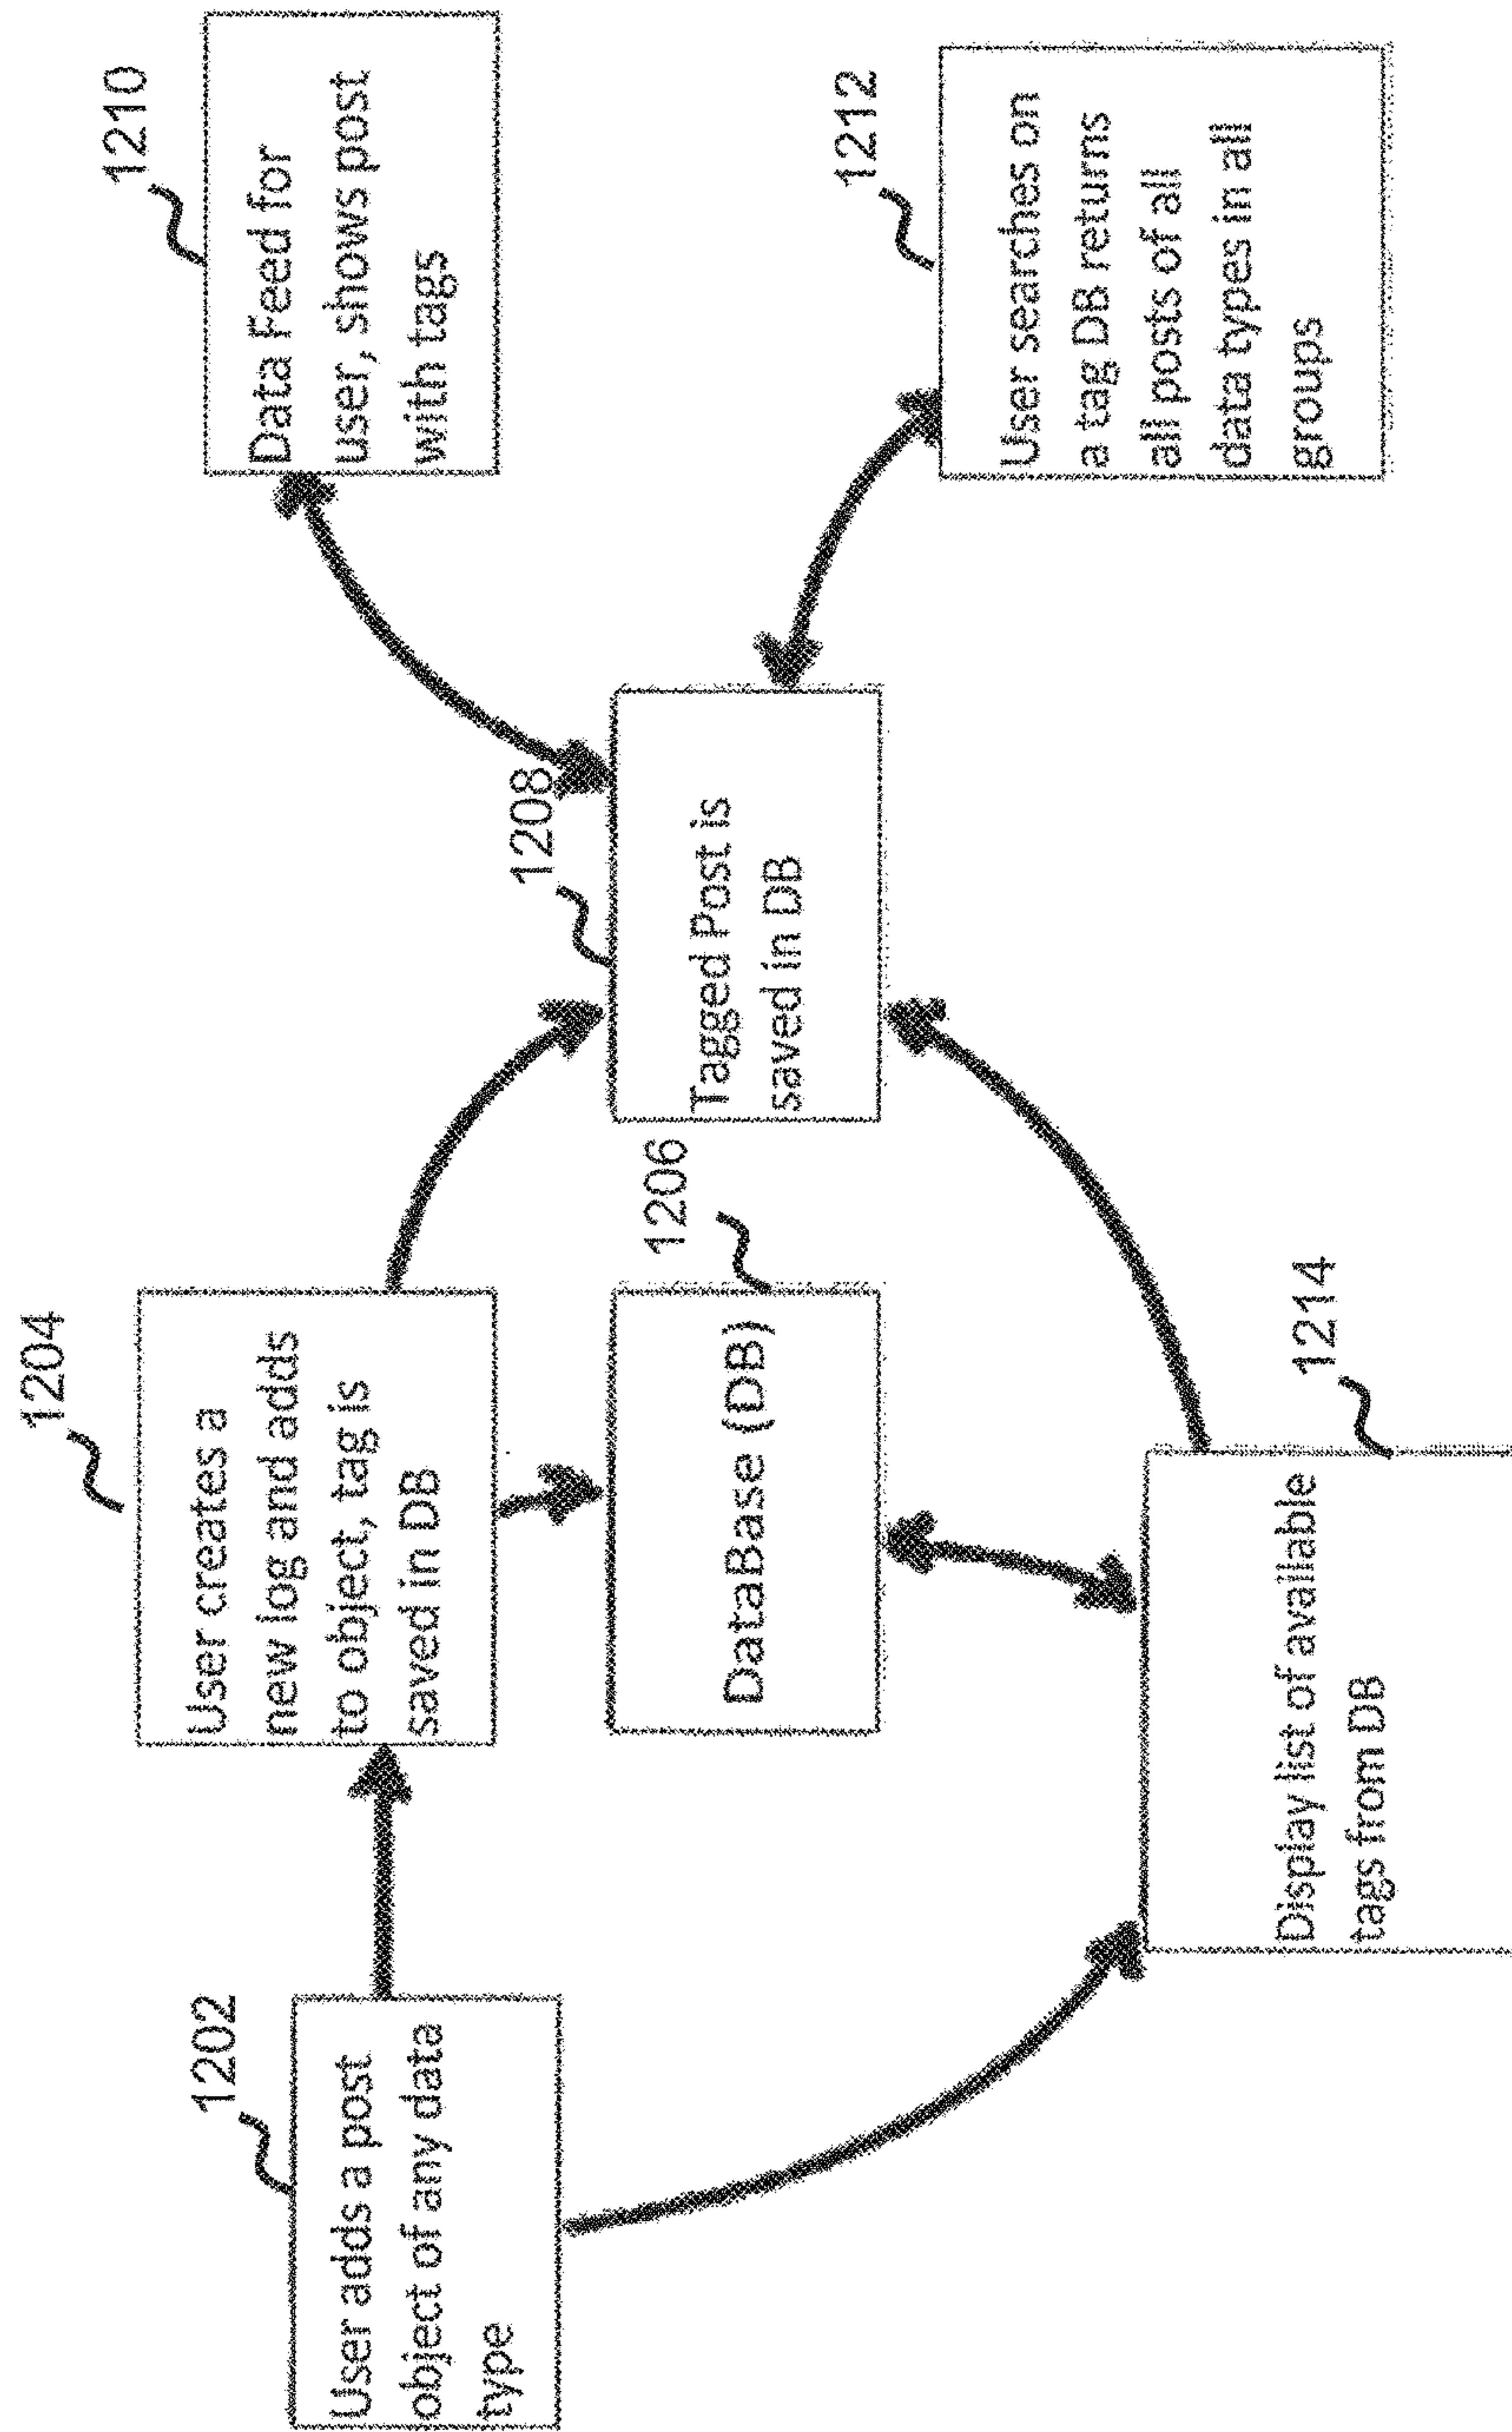 1202
User adds a post
object of any data
type
1204
User creates a
new log and adds
to object, tag is
saved in DB
1206
DataBase (DB)
1214
Display list of available
tags from DB
1208
Tagged Post is
saved in DB
1210
Data Feed for
user, shows post
with tags
1212
User searches on
a tag DB returns
all posts of all
data types in all
groups